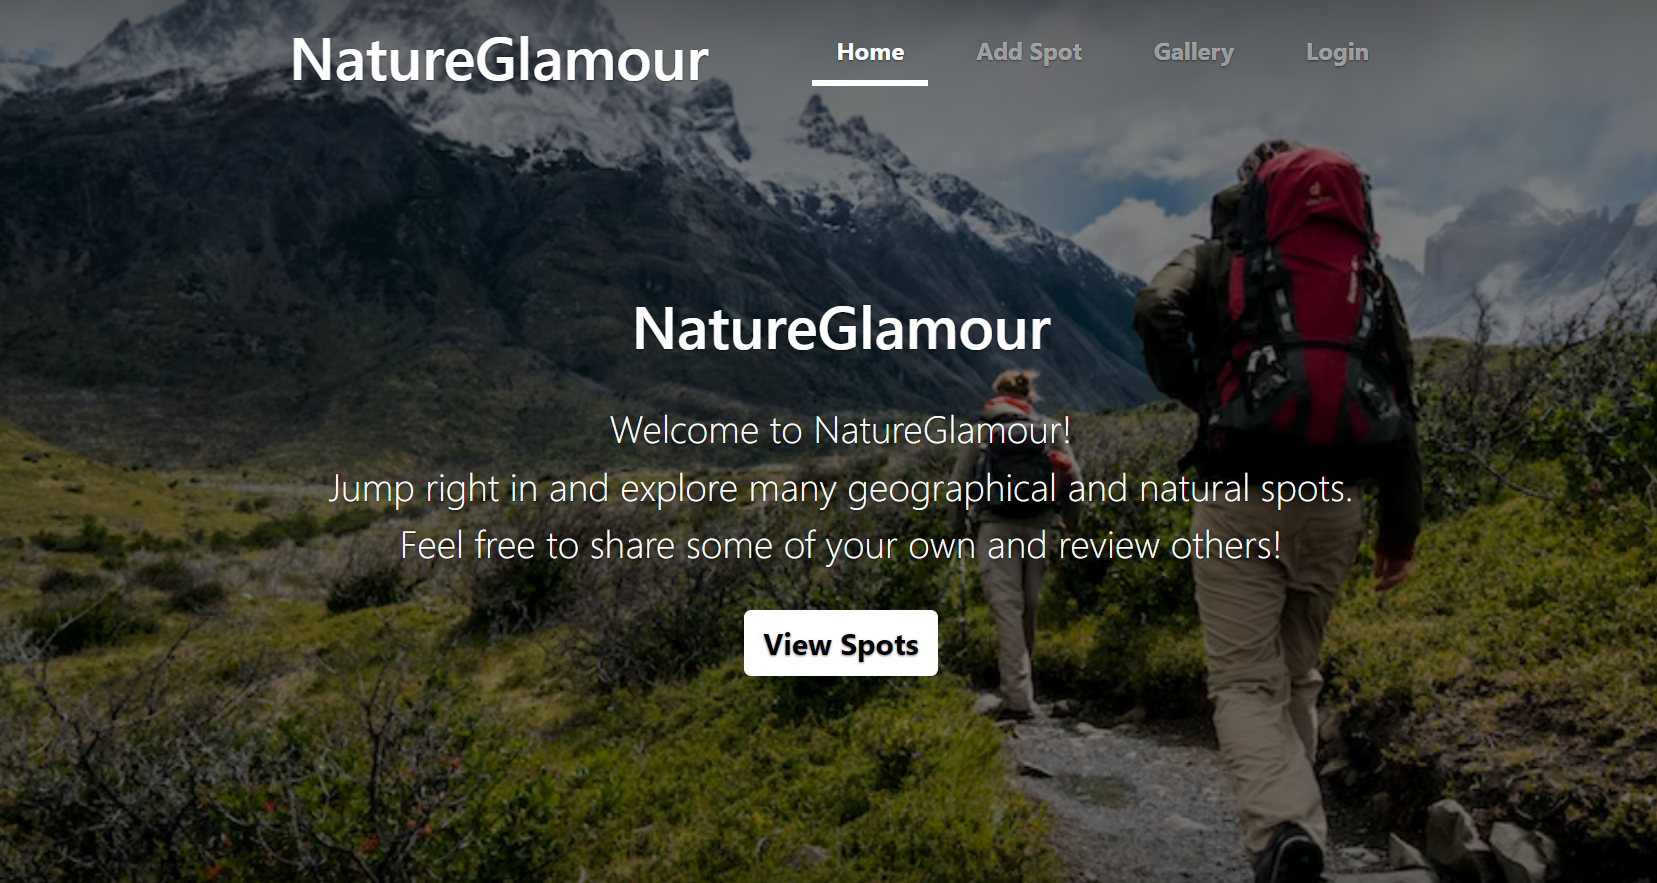 NatureGlamour
Home Add Spot Gallery Login
NatureGlamour
Welcome to NatureGlamour!
Jump right in and explore many geographical and natural spots.
Feel free to share some of your own and review others!
View Spots